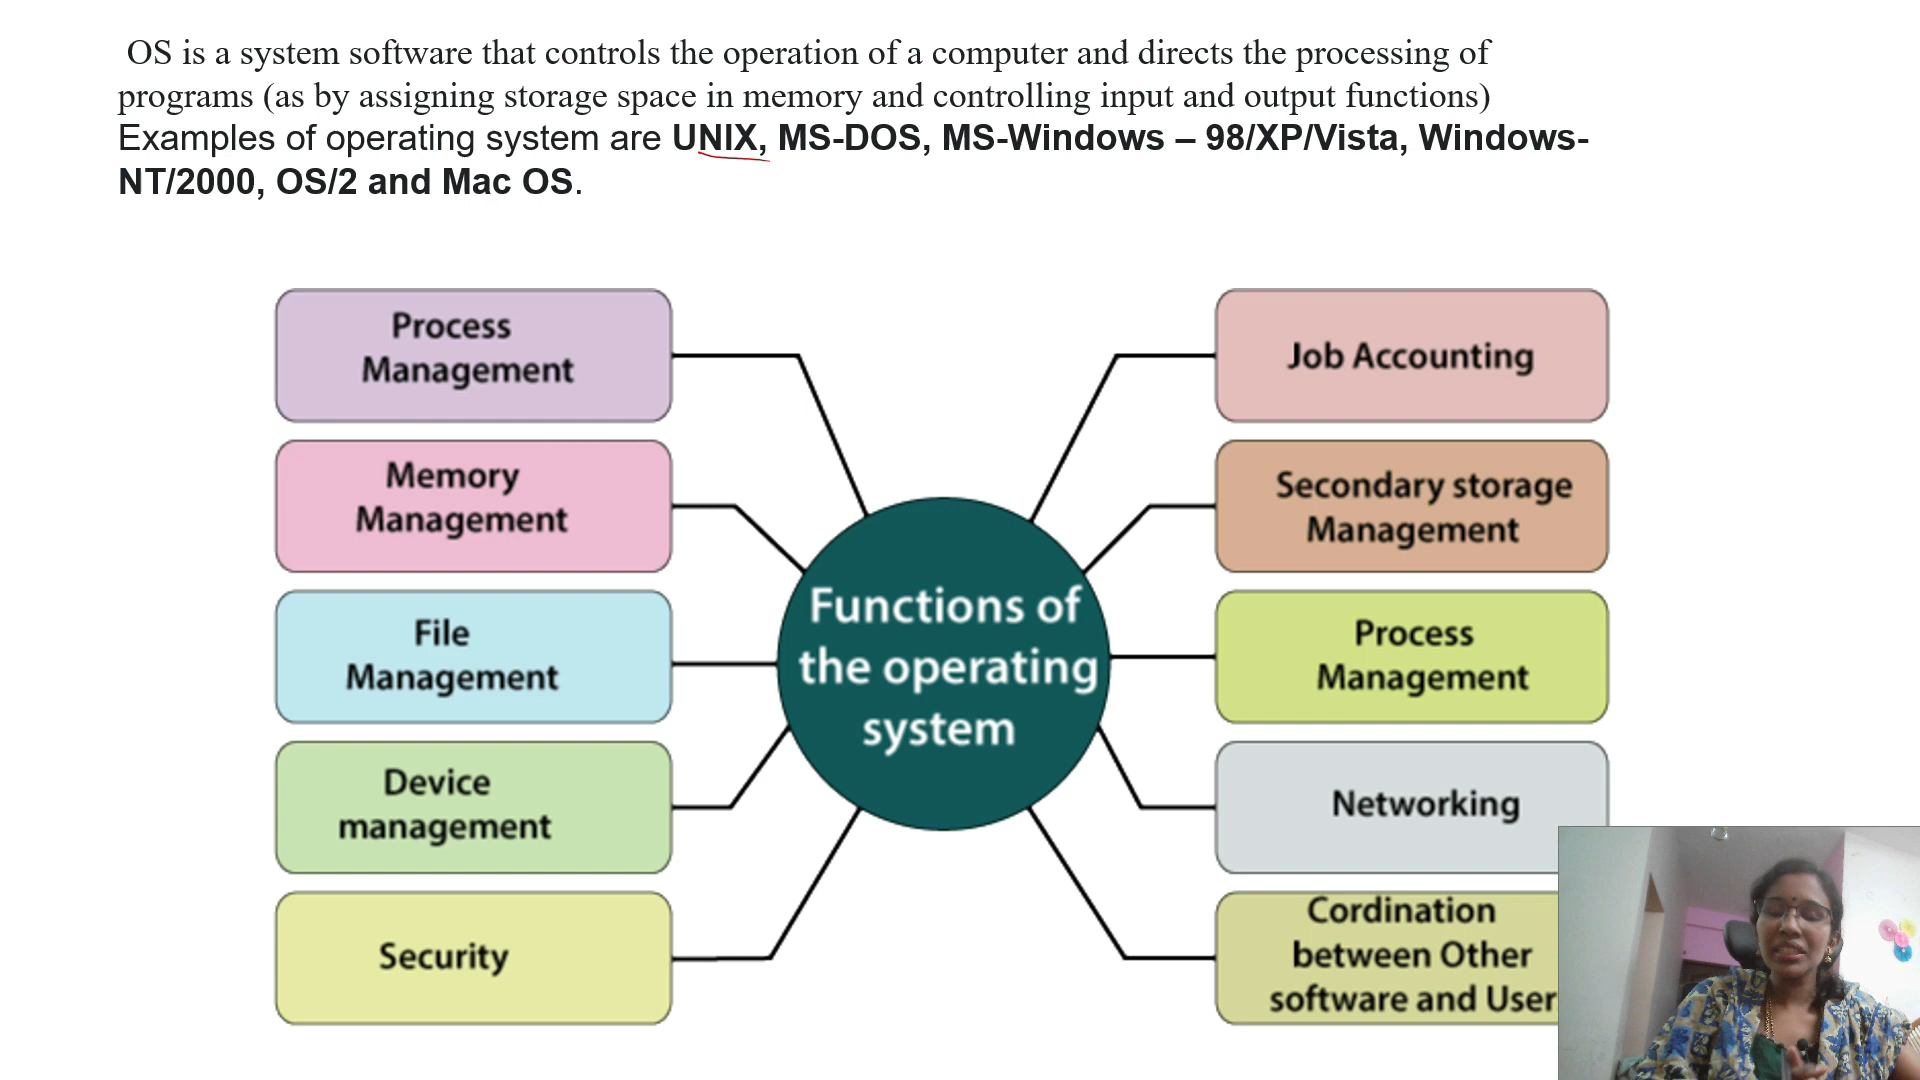 OS is a system software that controls the operation of a computer and directs the processing of
programs (as by assigning storage space in memory and controlling input and output functions)
Examples of operating system are UNIX, MS-DOS, MS-Windows – 98/XP/Vista, Windows-
NT/2000, OS/2 and Mac OS.
Process
Management
Memory
Management
File
Management
Device
management
Security
Functions of
the operating
system
Job Accounting
Secondary storage
Management
Process
Management
Networking
Cordination
between Other
software and User